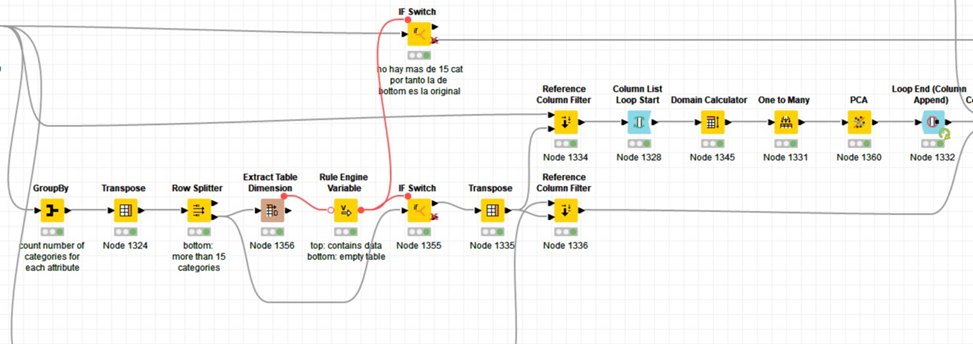 IF Switch
no hay mas de 15 cat
por tanto la de
bottom es la original
Reference
Column Filter
Node 1334
Column List
Loop Start
Node 1328
Domain Calculator
Node 1345
One to Many
Node 1331
PCA
Node 1360
Loop End (Column
Append)
Node 1332
GroupBy
count number of
categories for
each attribute
Transpose
Node 1324
Row Splitter
bottom:
more than 15
categories
Extract Table
Dimension
Node 1356
Rule Engine
Variable
top: contains data
bottom: empty table
IF Switch
Node 1355
Transpose
Node 1335
Reference
Column Filter
Node 1336